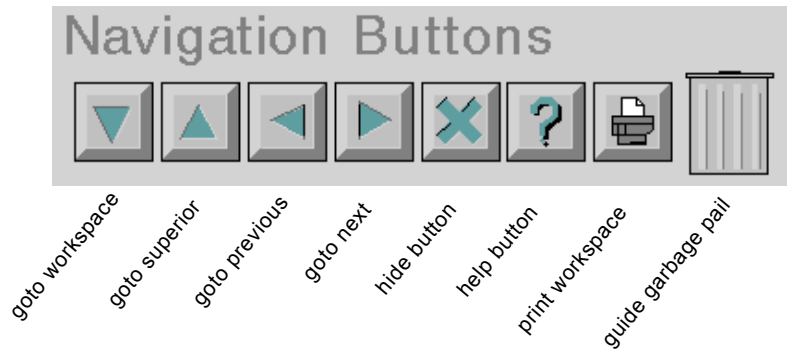 Navigation Buttons
?
goto workspace
goto superior
goto previous
goto next
hide button
help button
print workspace
guide garbage pail